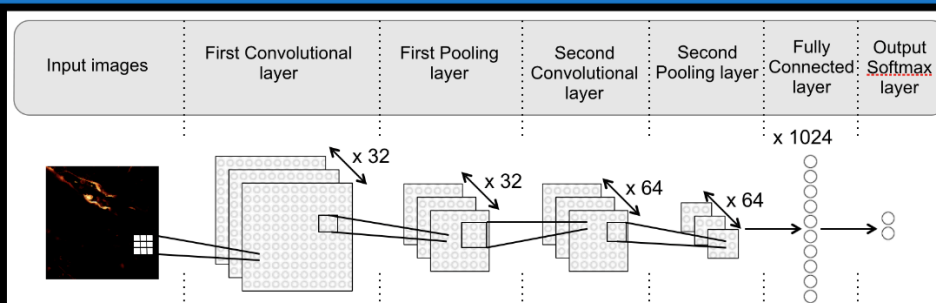 Input images
First Convolutional
layer
First Pooling
layer
Second
Convolutional
layer
Second
Pooling layer
Fully
Connected
layer
Output
Softmax
layer
x 32
x 32
x 64
x 64
x 1024